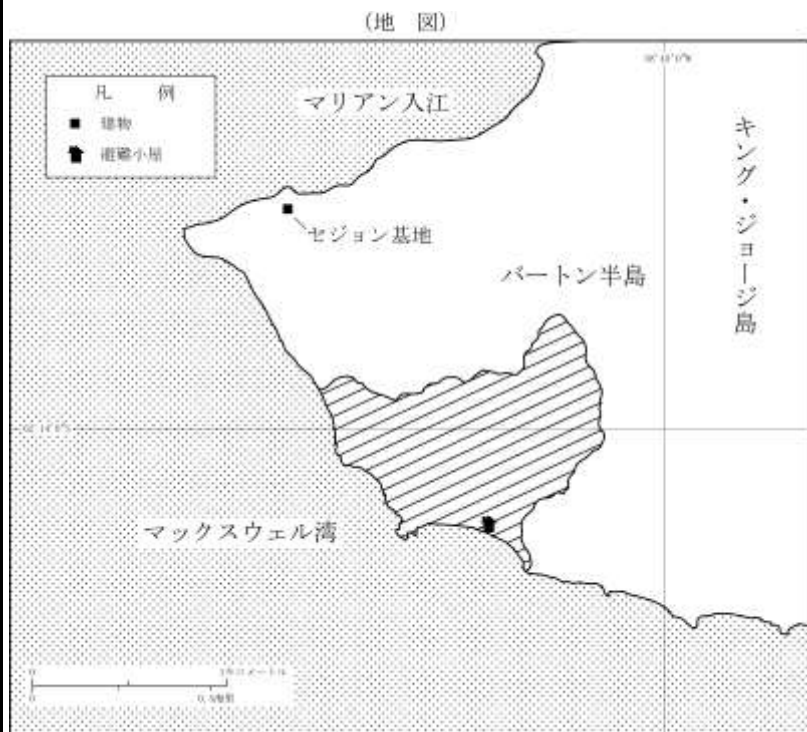 (地 図)
凡 例
建物
避難小屋
マリアン入江
セジョン基地
バートン半島
キング・ジョージ島
マックスウェル湾
0
0